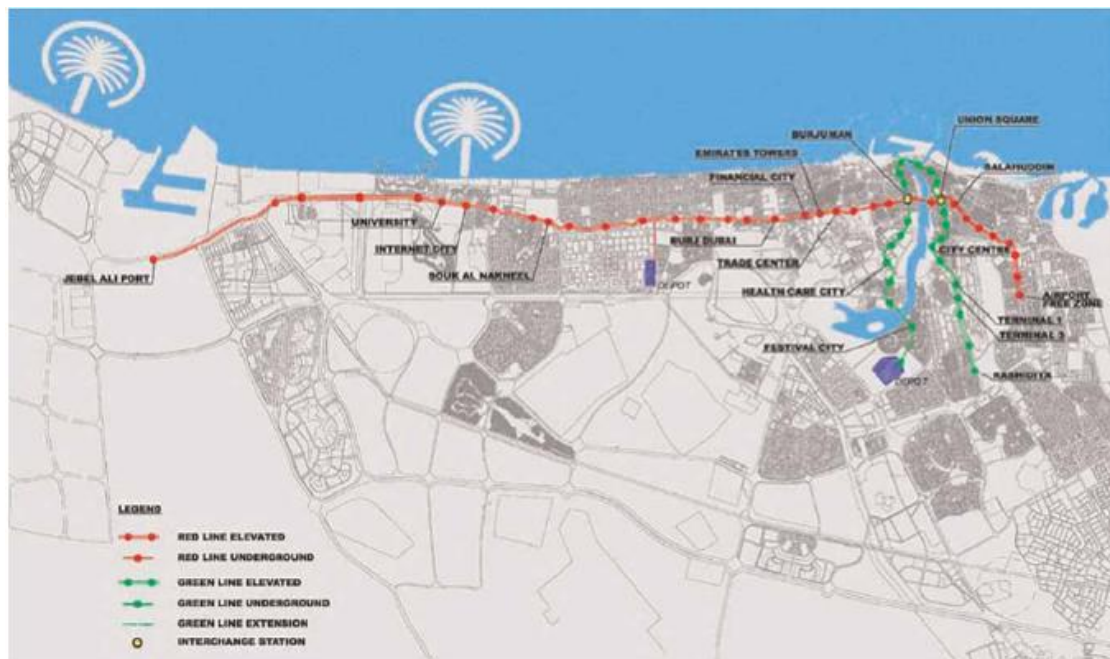 UNION SQUARE
BURJUMAN
EMIRATES TOWERS
SALAHUDDIN
FINANCIAL CITY
UNIVERSITY
INTERNET CITY
BURJ DUBAI
CITY CENTRE
JEBEL ALI PORT
SOUK AL NAKHEEL
TRADE CENTER
DEPOT
HEALTH CARE CITY
AIRPORT
FREE ZONE
TERMINAL 1
TERMINAL 3
FESTIVAL CITY
RASHIDIYA
DEPOT
LEGEND
RED LINE ELEVATED
RED LINE UNDERGROUND
GREEN LINE ELEVATED
GREEN LINE UNDERGROUND
GREEN LINE EXTENSION
INTERCHANGE STATION